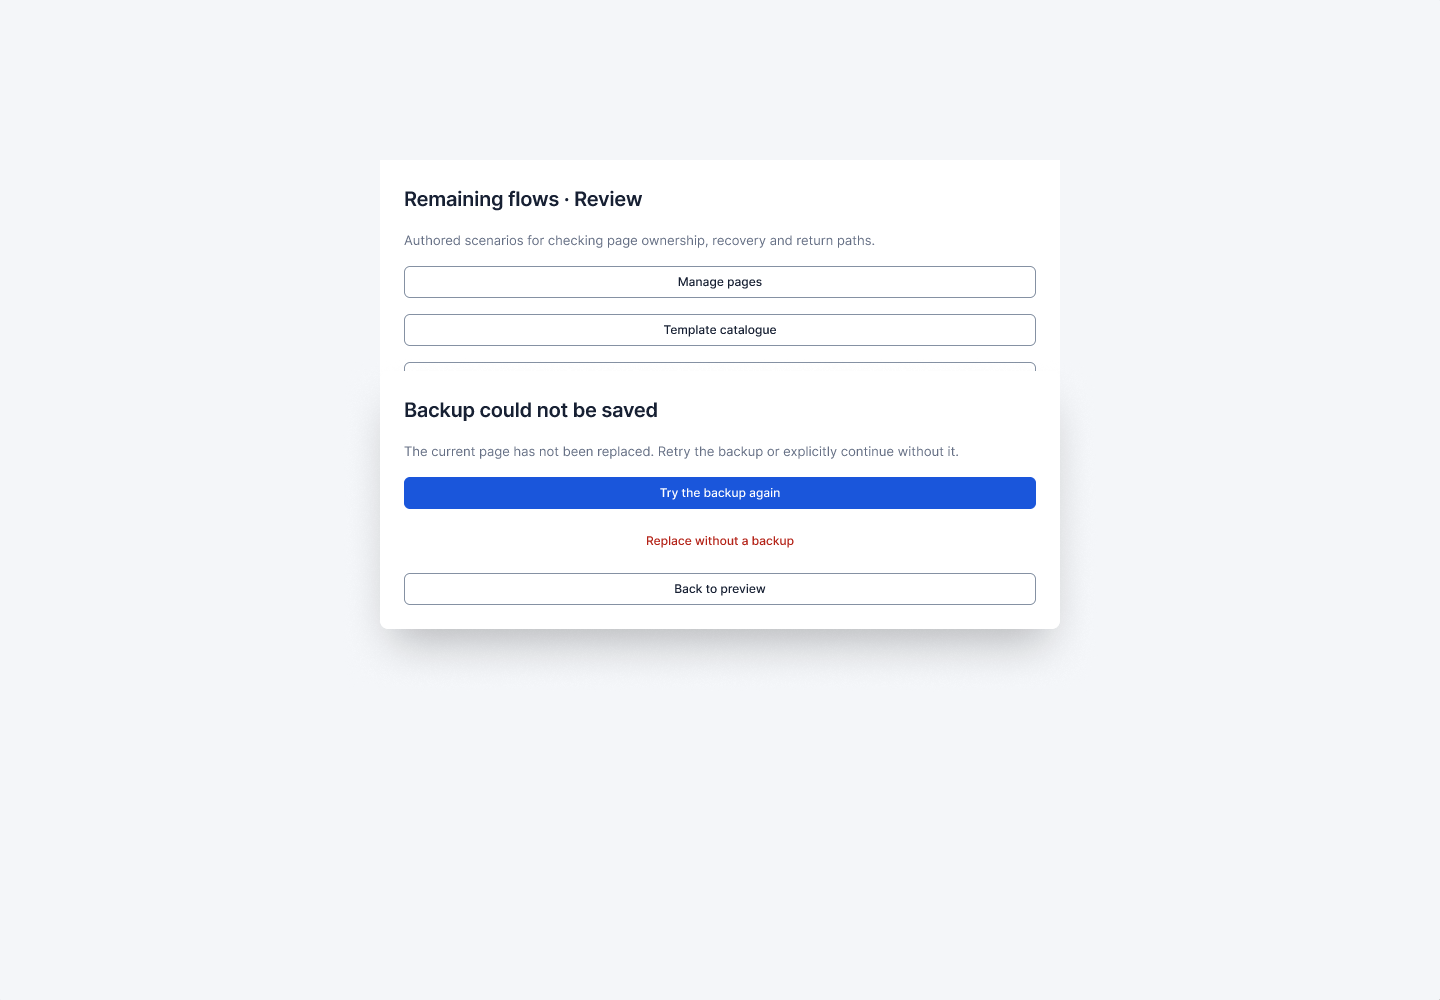 Remaining flows · Review
Authored scenarios for checking page ownership, recovery and return paths.
Manage pages
Template catalogue
Backup could not be saved
The current page has not been replaced. Retry the backup or explicitly continue without it.
Try the backup again
Replace without a backup
Back to preview